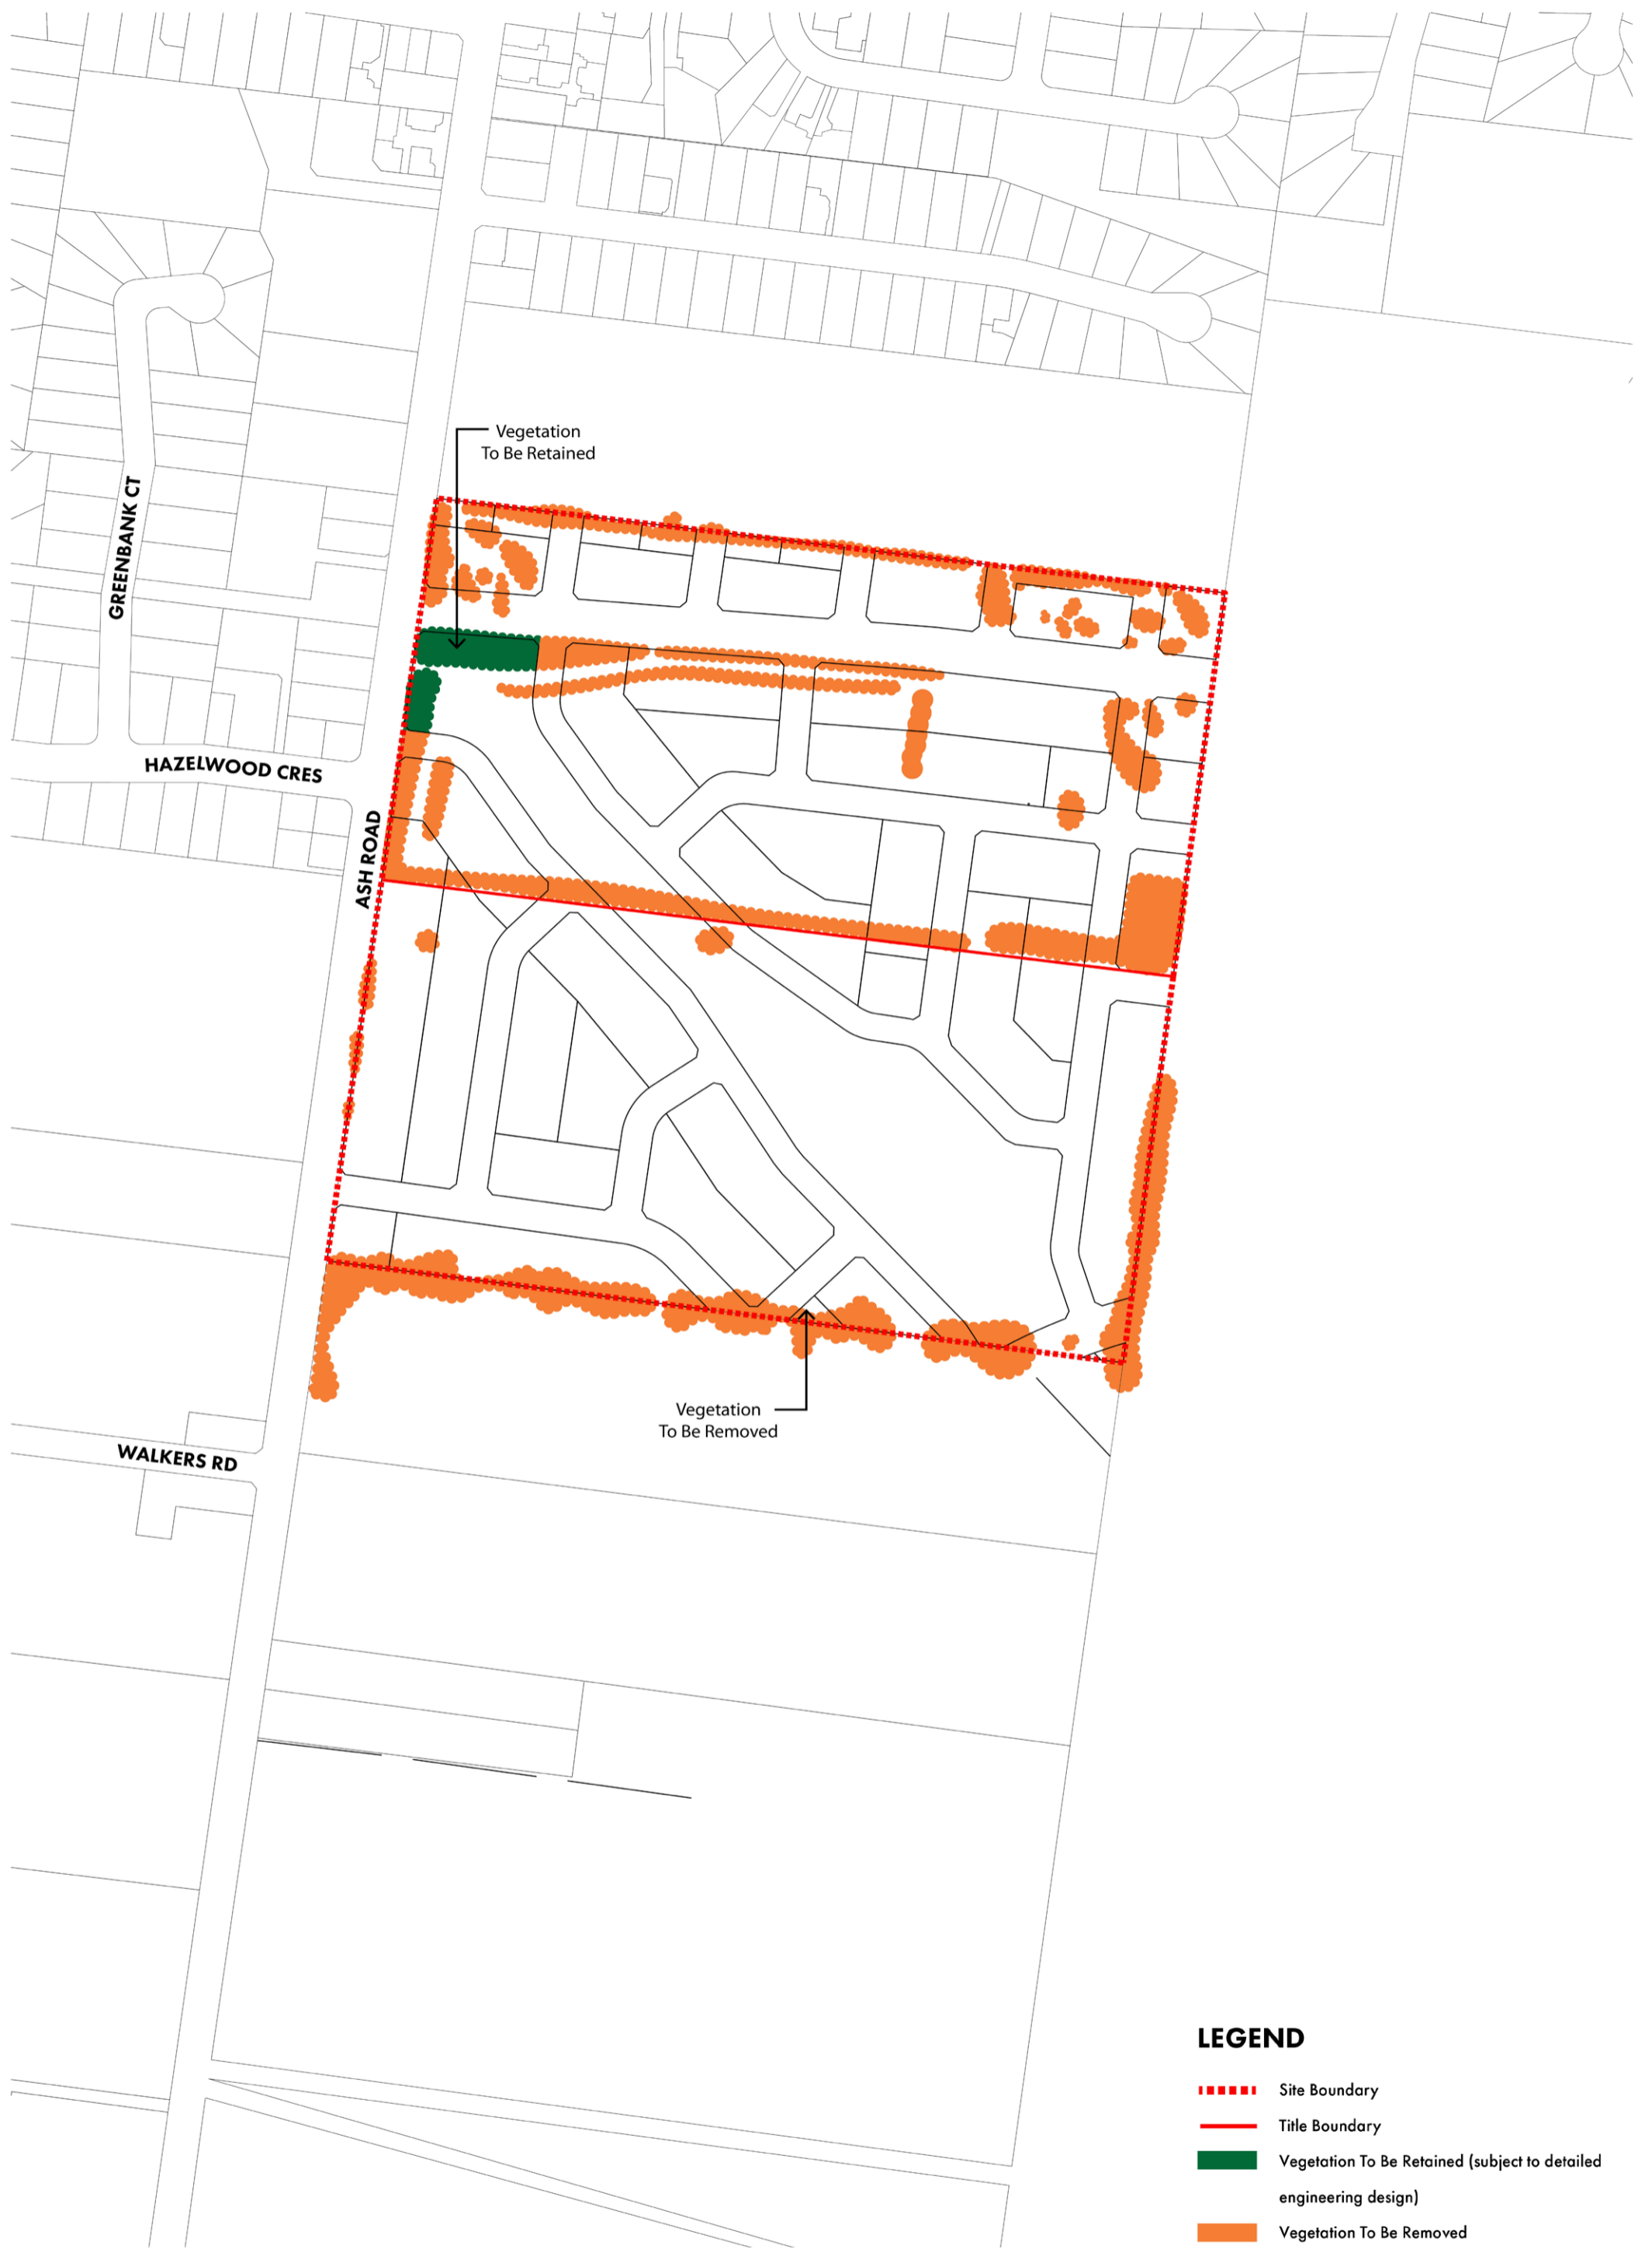 Vegetation
To Be Retained
GREENBANK CT
HAZELWOOD CRES
ASH ROAD
Vegetation
To Be Removed
WALKERS RD
LEGEND
Site Boundary
Title Boundary
Vegetation To Be Retained (subject to detailed
engineering design)
Vegetation To Be Removed